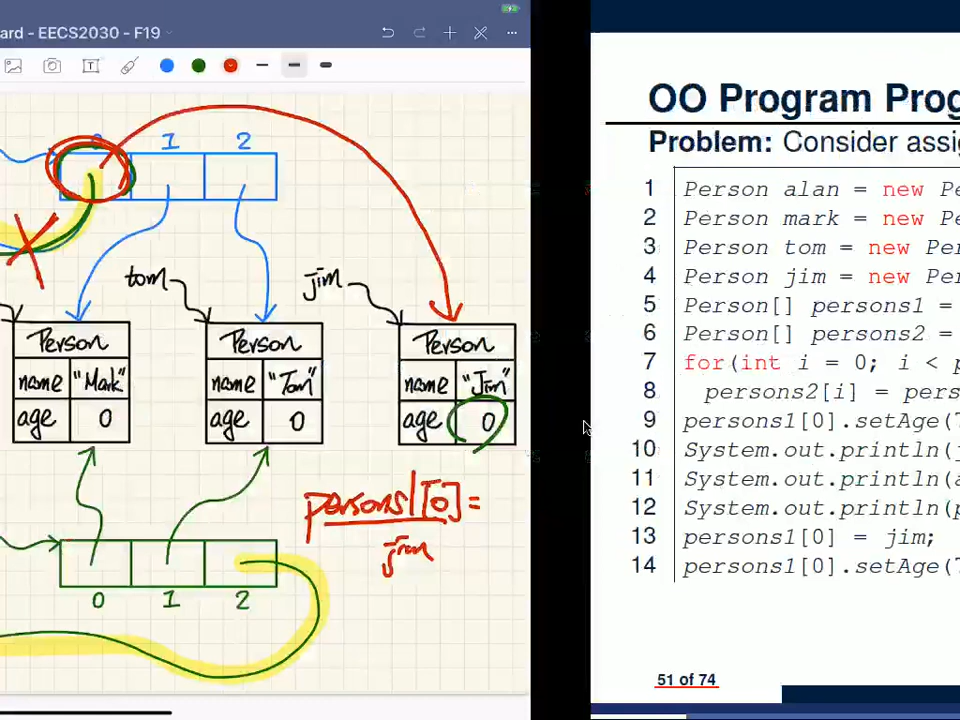 ard - EECS2030 - F19
1 2
tom
jim
Person
name "Mark"
age 0
Person
name "Tom"
age 0
Person
name "Jim"
age 0
persons1[0] =
jim
0 1 2
OO Program Prog
Problem: Consider assig
1 Person alan = new Pe
2 Person mark = new Pe
3 Person tom = new Per
4 Person jim = new Per
5 Person[] persons1 =
6 Person[] persons2 =
7 for(int i = 0; i < p
8 persons2[i] = pers
9 persons1[0].setAge(7
10 System.out.println(j
11 System.out.println(a
12 System.out.println(p
13 persons1[0] = jim;
14 persons1[0].setAge(7
51 of 74